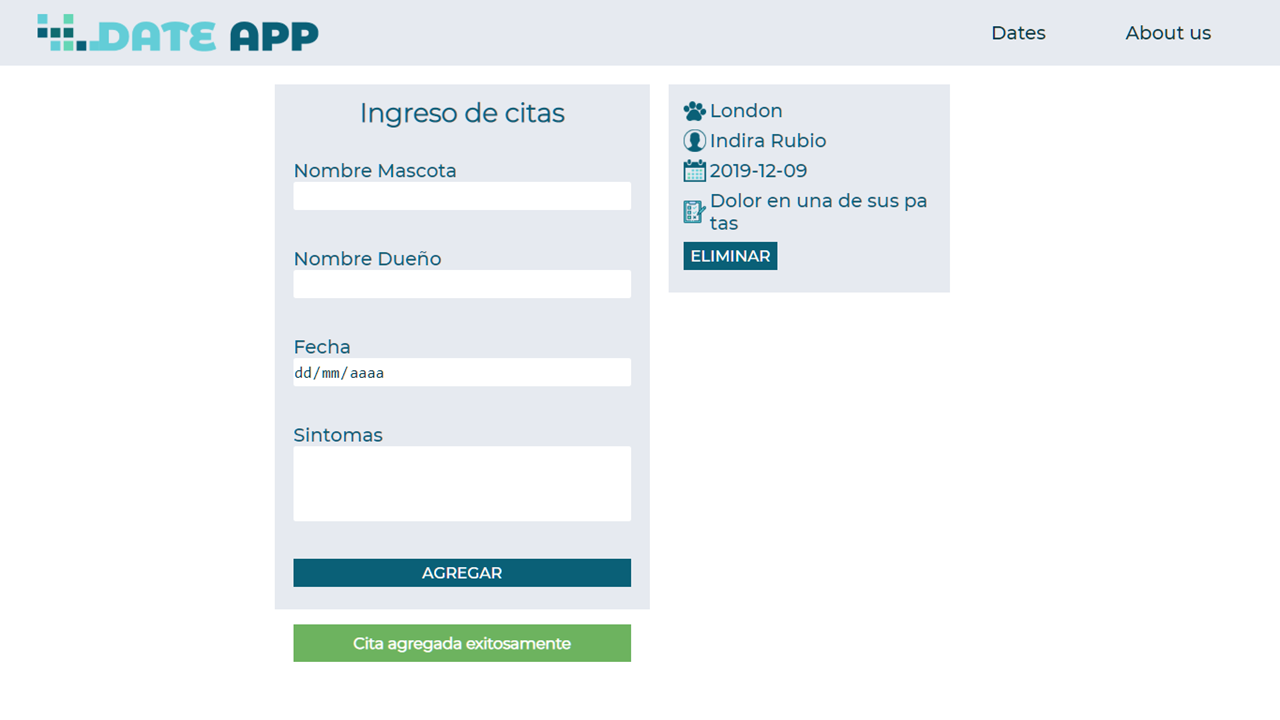 DATE APP
Dates
About us
Ingreso de citas
Nombre Mascota
Nombre Dueño
Fecha
dd/mm/aaaa
Sintomas
AGREGAR
Cita agregada exitosamente
London
Indira Rubio
2019-12-09
Dolor en una de sus pa
tas
ELIMINAR